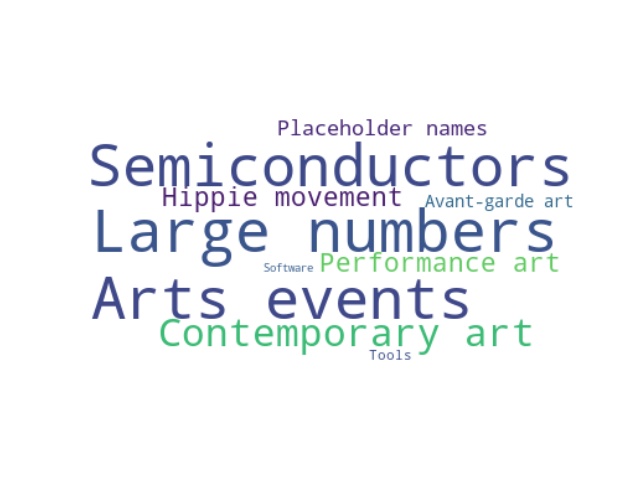 Placeholder names
Semiconductors
Hippie movement
Avant-garde art
Large numbers
Performance art
Software
Arts events
Contemporary art
Tools